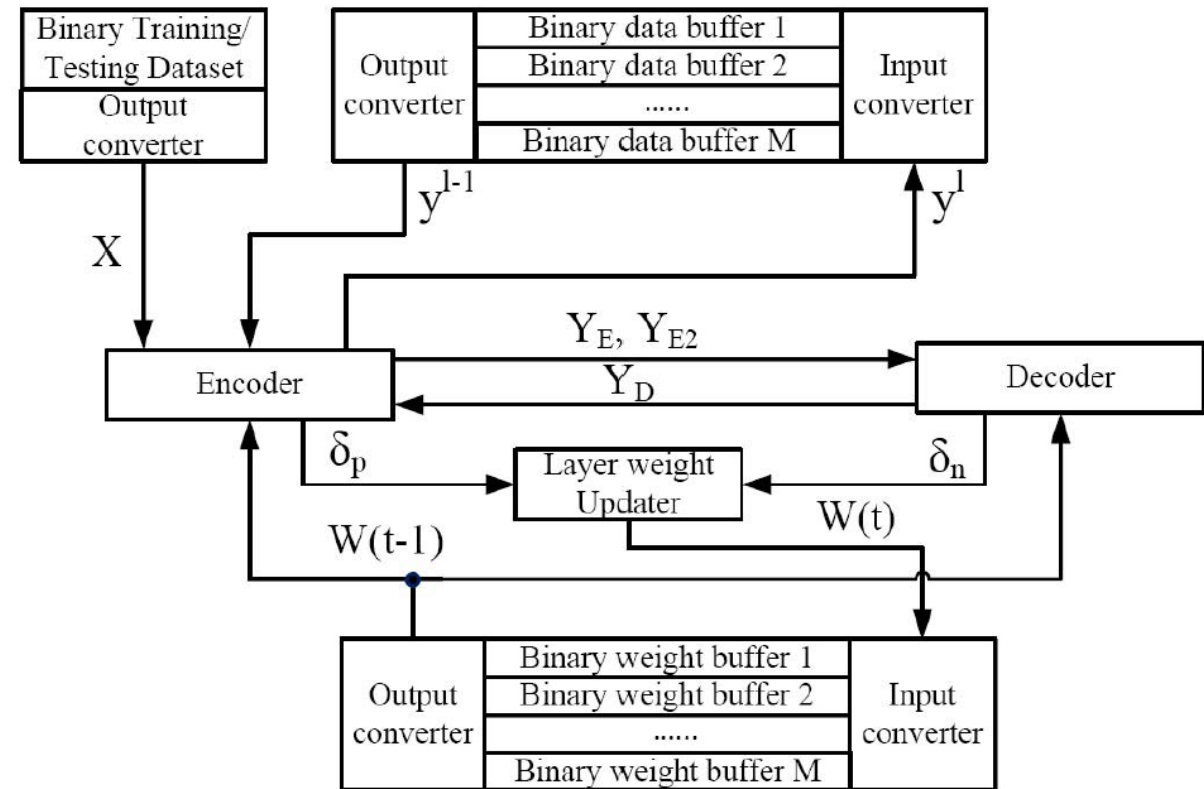 Binary Training/
Testing Dataset
Output
converter
Output
converter
Binary data buffer 1
Binary data buffer 2
......
Binary data buffer M
Input
converter
X
y^{l-1}
y^{l}
Y_E, Y_{E2}
Y_D
Encoder
Decoder
δ_p
Layer weight
Updater
δ_n
W(t-1)
W(t)
Output
converter
Binary weight buffer 1
Binary weight buffer 2
......
Binary weight buffer M
Input
converter